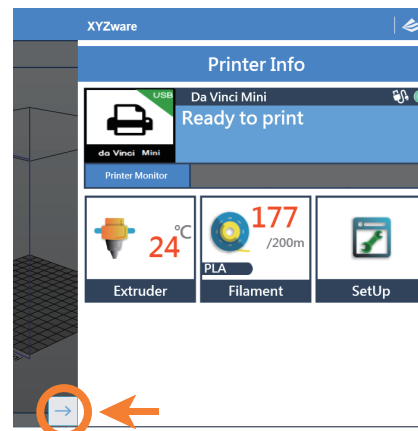 XYZware
Printer Info
USB
da Vinci Mini
Da Vinci Mini
Ready to print
Printer Monitor
24°C
177
/200m
PLA
Extruder
Filament
SetUp